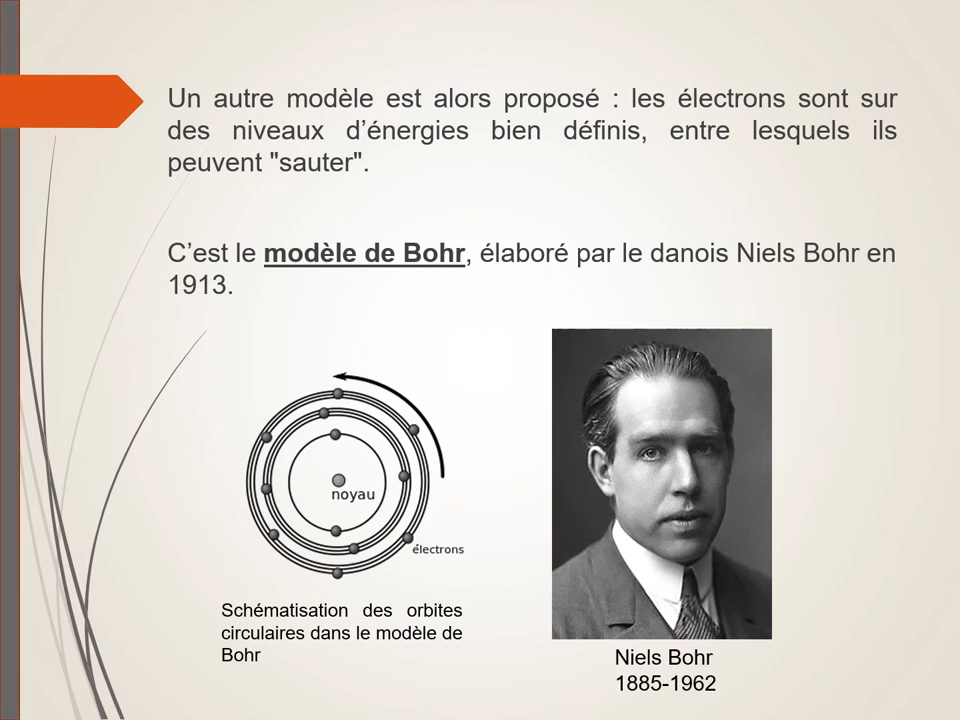 Un autre modèle est alors proposé : les électrons sont sur
des niveaux d’énergies bien définis, entre lesquels ils
peuvent "sauter".
C’est le modèle de Bohr, élaboré par le danois Niels Bohr en
1913.
noyau
électrons
Schématisation des orbites
circulaires dans le modèle de
Bohr
Niels Bohr
1885-1962